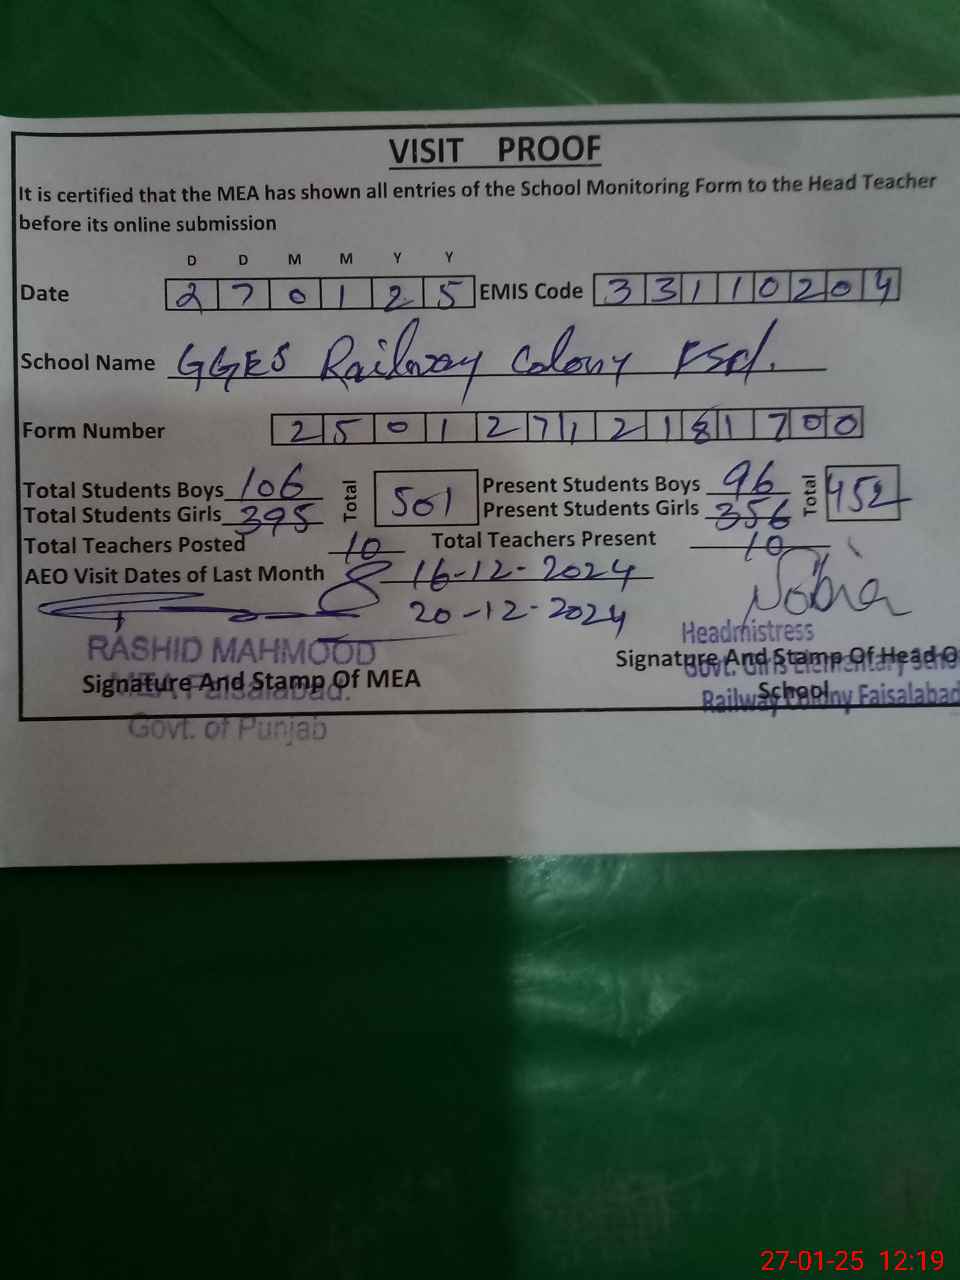 VISIT PROOF
It is certified that the MEA has shown all entries of the School Monitoring Form to the Head Teacher
before its online submission
D D M M Y Y
Date 2 7 0 1 2 5 EMIS Code 3 3 1 1 0 2 0 4
School Name GGES Railway Colony Fsd.
Form Number 2 5 0 1 2 7 1 2 1 8 1 7 0 0
Total Students Boys 106 Total 501 Present Students Boys 96 Total 452
Total Students Girls 395 Present Students Girls 356
Total Teachers Posted 10 Total Teachers Present 10
AEO Visit Dates of Last Month 8 16-12-2024
20-12-2024
Nobia
RASHID MAHMOOD
MEA Faisalabad.
Govt. of Punjab
Signature And Stamp Of MEA
Headmistress
Govt. Girls Elementary
Railway Colony Faisalabad
Signature And Stamp Of Head O
School
27-01-25 12:19